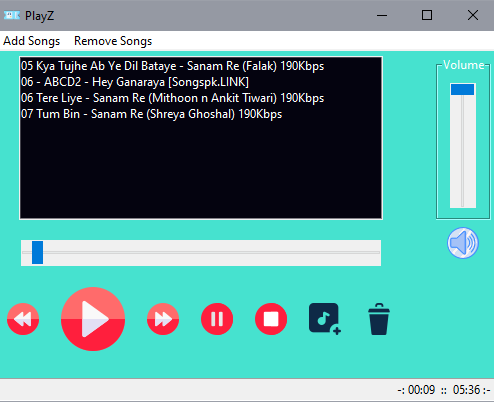 PlayZ
Add Songs Remove Songs
05 Kya Tujhe Ab Ye Dil Bataye - Sanam Re (Falak) 190Kbps
06 - ABCD2 - Hey Ganaraya [Songspk.LINK]
06 Tere Liye - Sanam Re (Mithoon n Ankit Tiwari) 190Kbps
07 Tum Bin - Sanam Re (Shreya Ghoshal) 190Kbps
Volume
-: 00:09 :: 05:36 :-